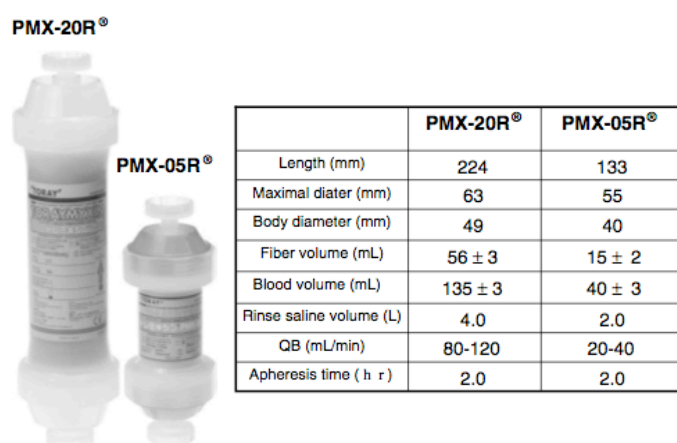 PMX-20R®
PMX-05R®
"TORAY"
TORAYMYXIN
PMX-20R® PMX-05R®
Length (mm) 224 133
Maximal diater (mm) 63 55
Body diameter (mm) 49 40
Fiber volume (mL) 56 ± 3 15 ± 2
Blood volume (mL) 135 ± 3 40 ± 3
Rinse saline volume (L) 4.0 2.0
QB (mL/min) 80-120 20-40
Apheresis time ( h r ) 2.0 2.0